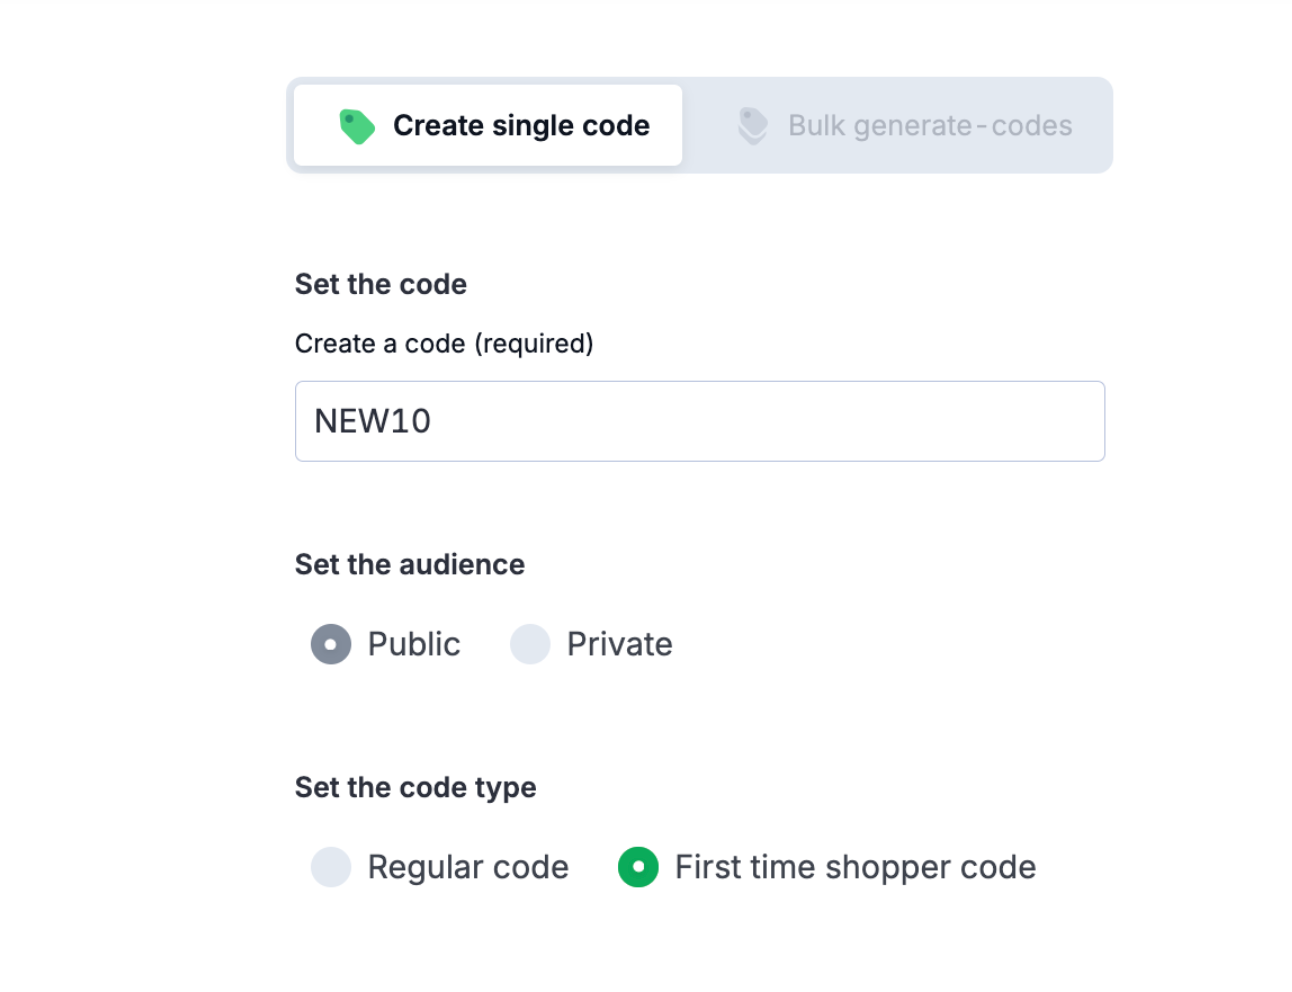 Create single code
Bulk generate-codes
Set the code
Create a code (required)
NEW10
Set the audience
Public
Private
Set the code type
Regular code
First time shopper code